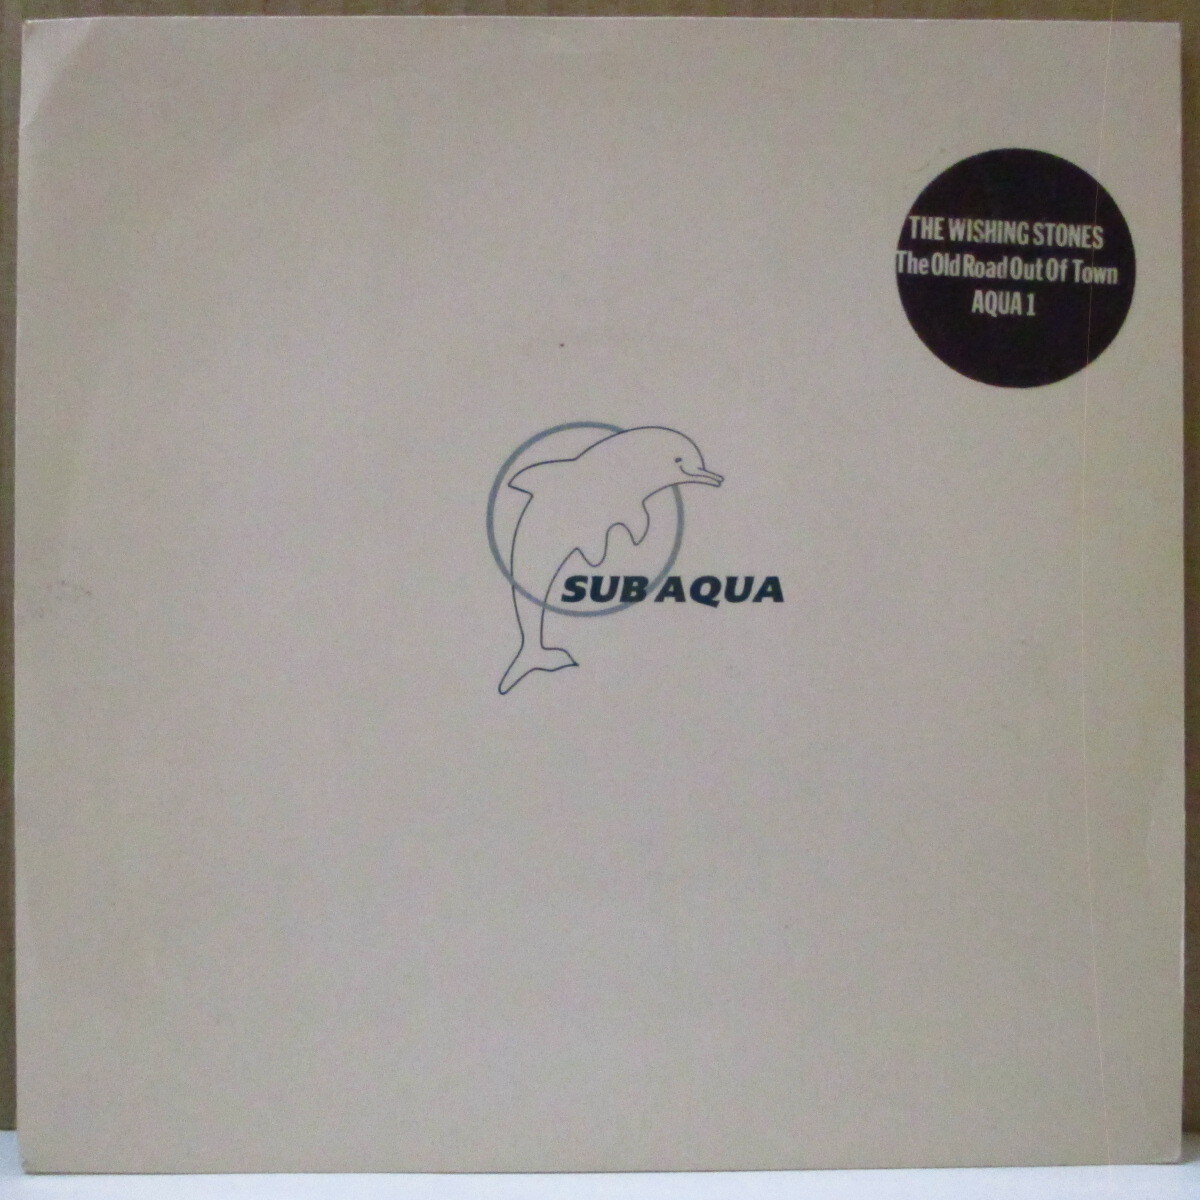 THE WISHING STONES
The Old Road Out Of Town
AQUA 1
SUB AQUA